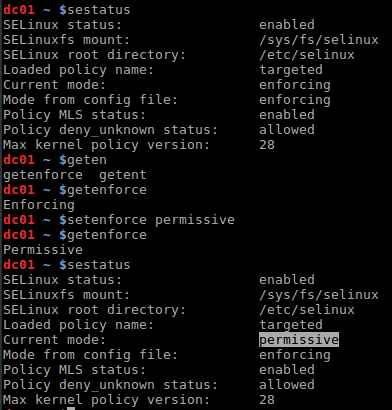 dc01 ~ $sestatus
SELinux status:                 enabled
SELinuxfs mount:                /sys/fs/selinux
SELinux root directory:         /etc/selinux
Loaded policy name:             targeted
Current mode:                   enforcing
Mode from config file:          enforcing
Policy MLS status:              enabled
Policy deny_unknown status:     allowed
Max kernel policy version:      28
dc01 ~ $geten
getenforce  getent
dc01 ~ $getenforce
Enforcing
dc01 ~ $setenforce permissive
dc01 ~ $getenforce
Permissive
dc01 ~ $sestatus
SELinux status:                 enabled
SELinuxfs mount:                /sys/fs/selinux
SELinux root directory:         /etc/selinux
Loaded policy name:             targeted
Current mode:                   permissive
Mode from config file:          enforcing
Policy MLS status:              enabled
Policy deny_unknown status:     allowed
Max kernel policy version:      28